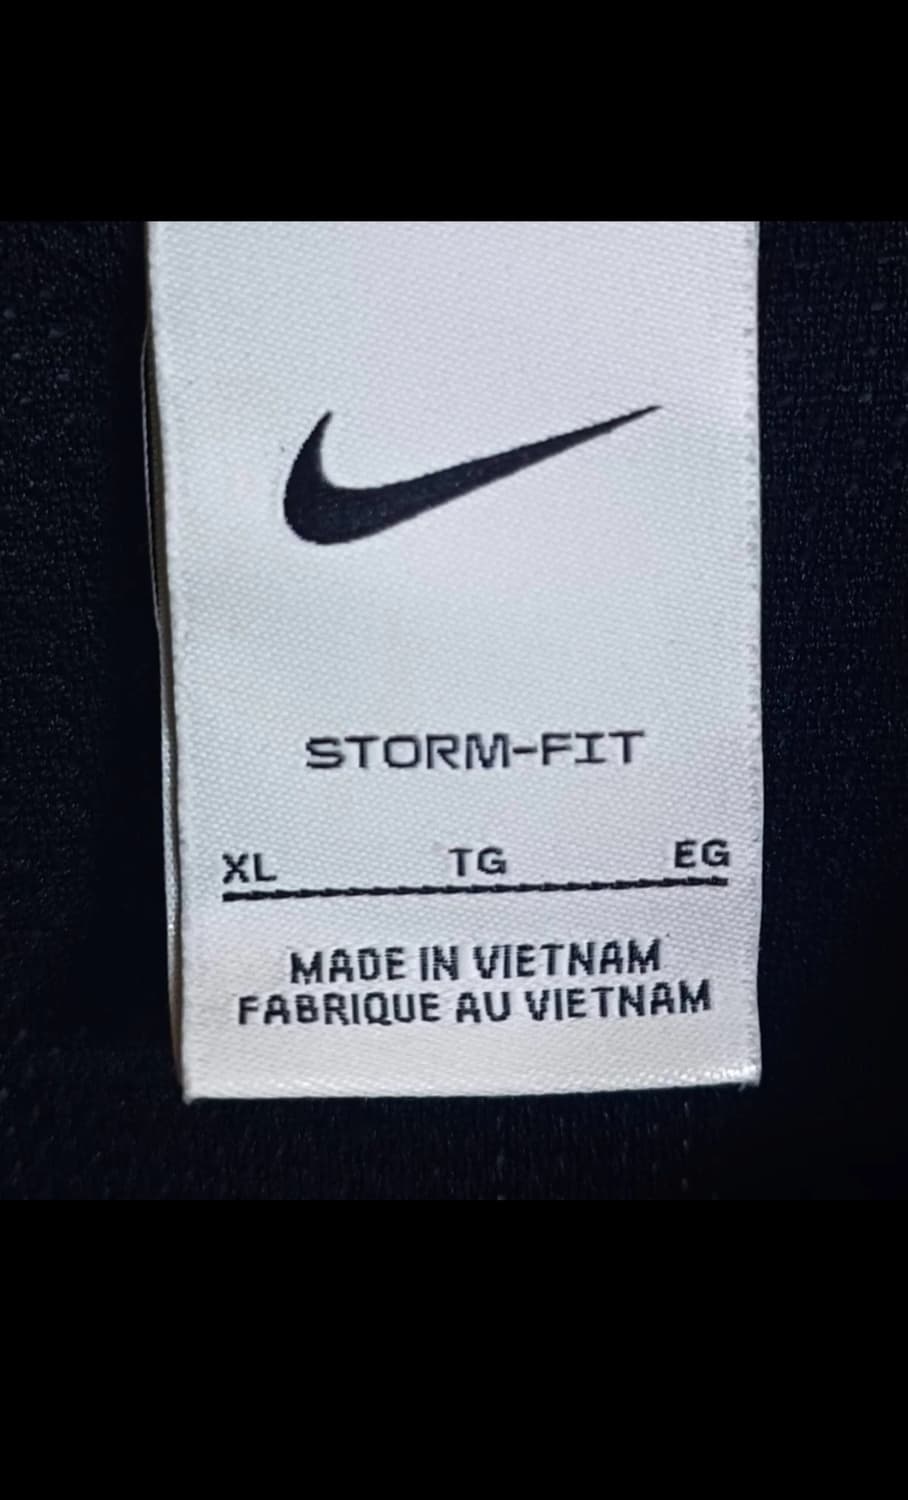 STORM-FIT
XL TG EG
MADE IN VIETNAM
FABRIQUE AU VIETNAM